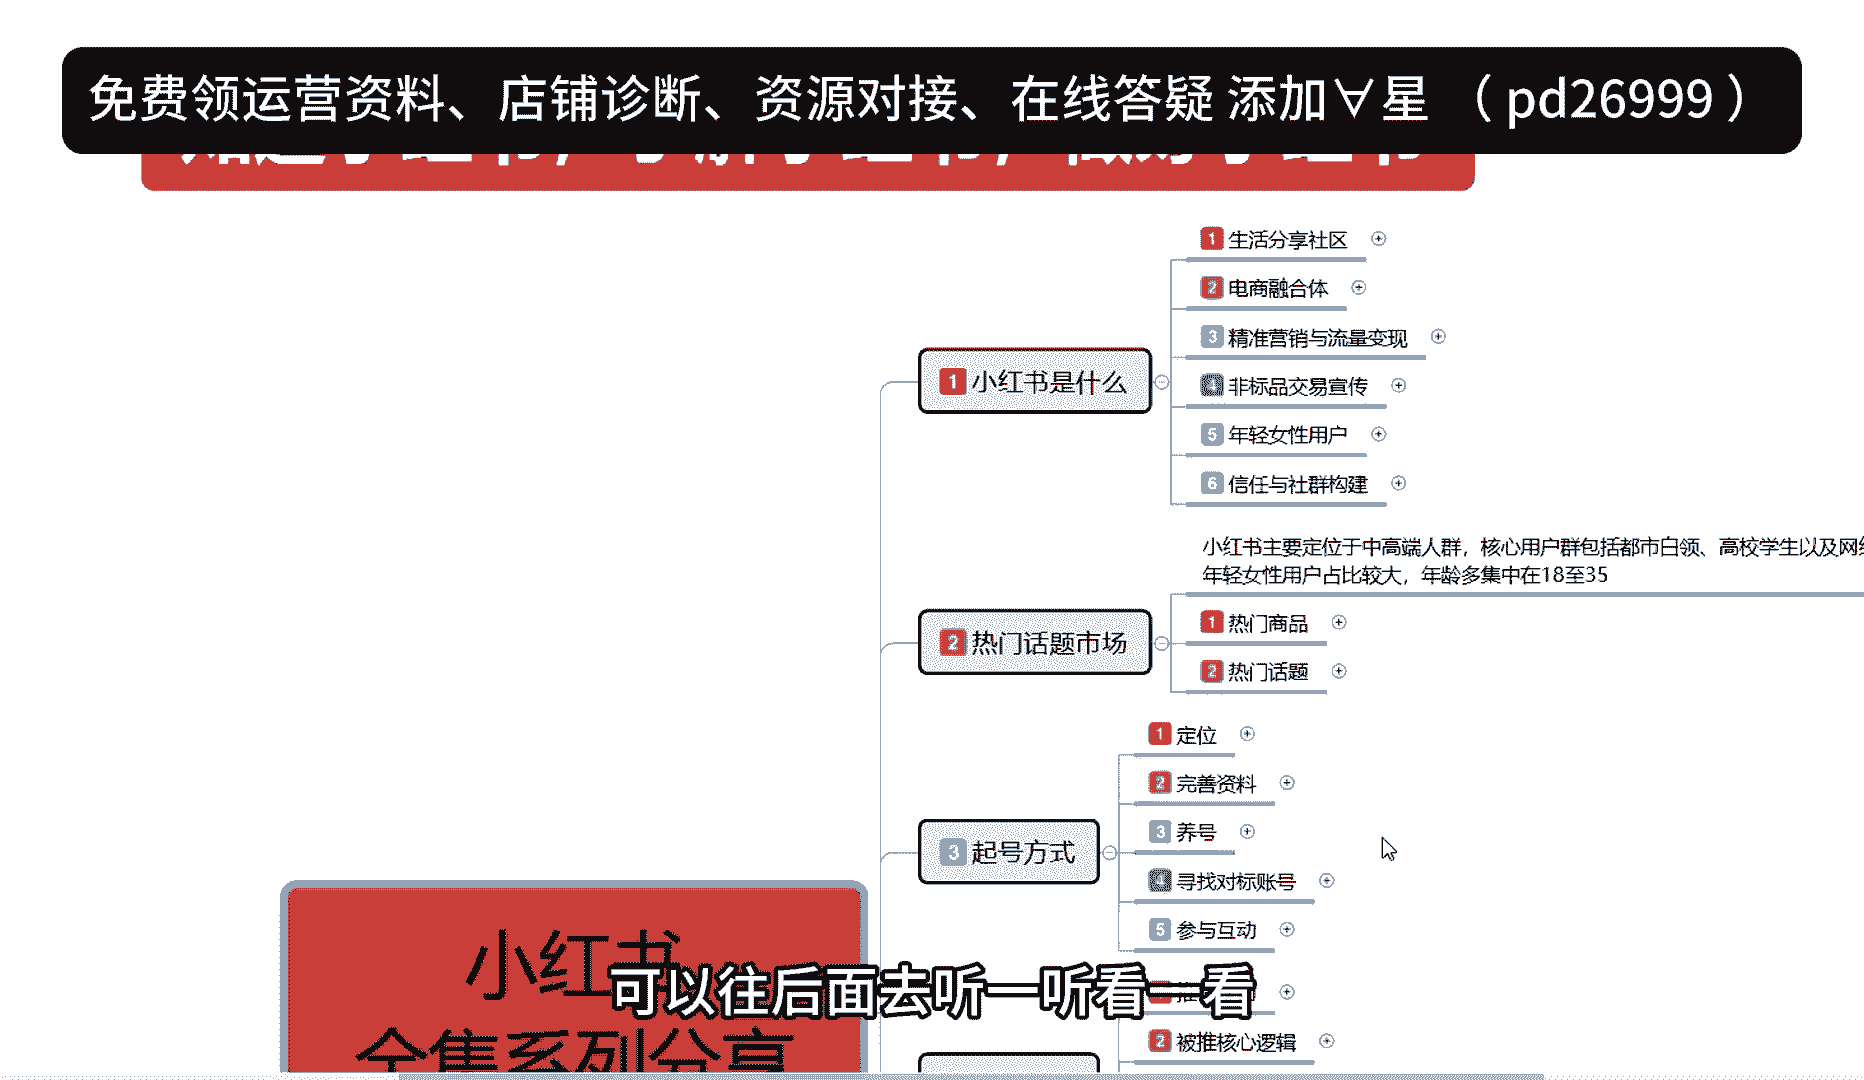 免费领运营资料、店铺诊断、资源对接、在线答疑 添加∀星 （pd26999）
1 生活分享社区
2 电商融合体
3 精准营销与流量变现
4 非标品交易宣传
5 年轻女性用户
6 信任与社群构建
1 小红书是什么
小红书主要定位于中高端人群，核心用户群包括都市白领、高校学生以及网
年轻女性用户占比较大，年龄多集中在18至35
2 热门话题市场
1 热门商品
2 热门话题
3 起号方式
1 定位
2 完善资料
3 养号
4 寻找对标账号
5 参与互动
2 被推核心逻辑
小红书
全集系列分享
可以往后面去听一听看一看